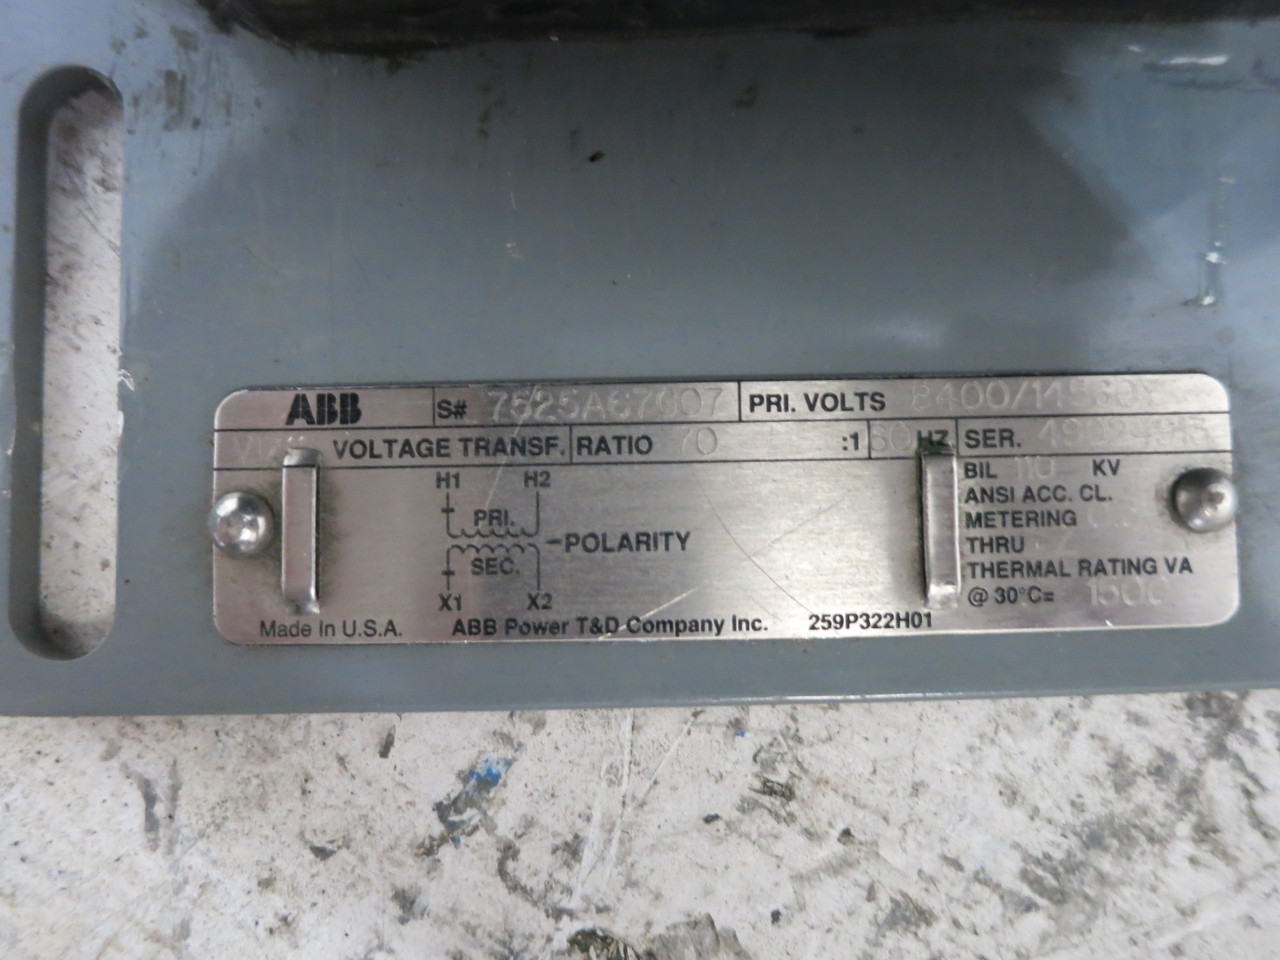 ABB S# 7525A67G07 PRI. VOLTS 8400/14560Y
VOLTAGE TRANSF. RATIO 70 :1 60 HZ SER.
H1 H2 BIL 110 KV
PRI. ANSI ACC. CL.
POLARITY METERING
SEC. THRU
THERMAL RATING VA
X1 X2 @ 30°C= 1500
Made In U.S.A. ABB Power T&D Company Inc. 259P322H01